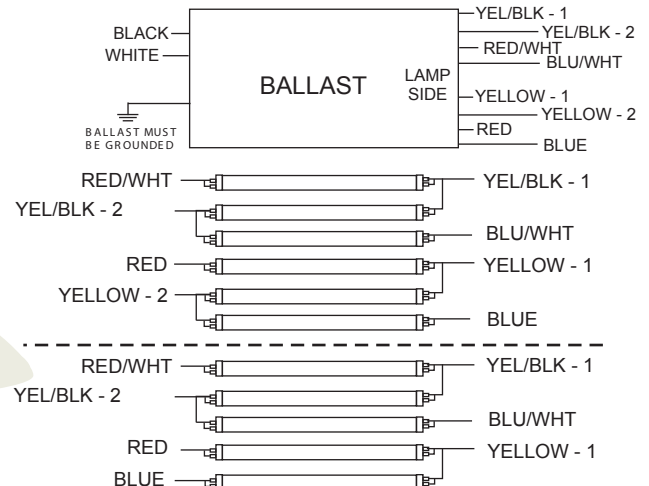 YEL/BLK - 1
BLACK
YEL/BLK - 2
WHITE
RED/WHT
BLU/WHT
BALLAST
LAMP
SIDE
YELLOW - 1
YELLOW - 2
RED
BLUE
BALLAST MUST
BE GROUNDED
RED/WHT
YEL/BLK - 1
YEL/BLK - 2
BLU/WHT
RED
YELLOW - 1
YELLOW - 2
BLUE
RED/WHT
YEL/BLK - 1
YEL/BLK - 2
BLU/WHT
RED
YELLOW - 1
BLUE